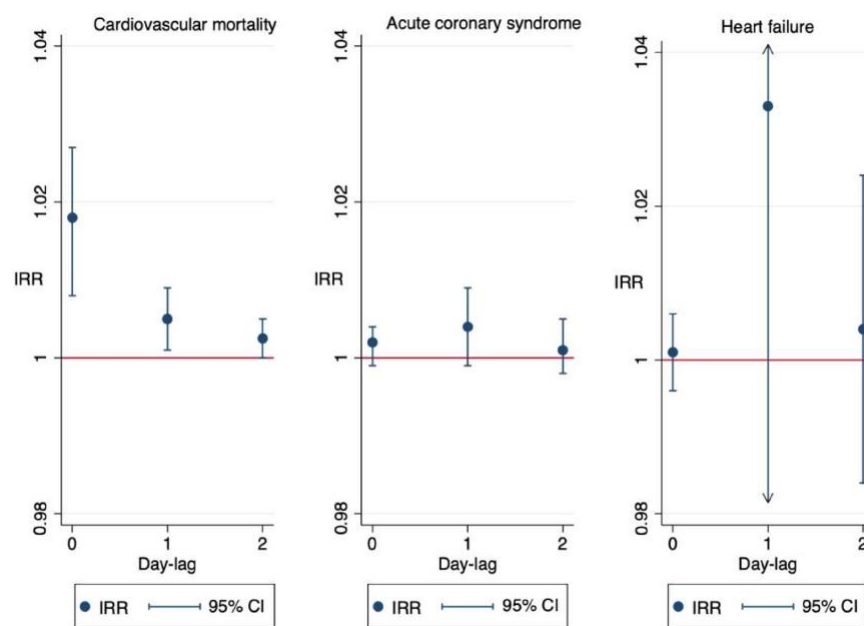 Cardiovascular mortality
1.04
1.02
IRR
1
0.98
0 1 2
Day-lag
IRR 95% CI
Acute coronary syndrome
1.04
1.02
IRR
1
0.98
0 1 2
Day-lag
IRR 95% CI
Heart failure
1.04
1.02
IRR
1
0.98
0 1 2
Day-lag
IRR 95% CI